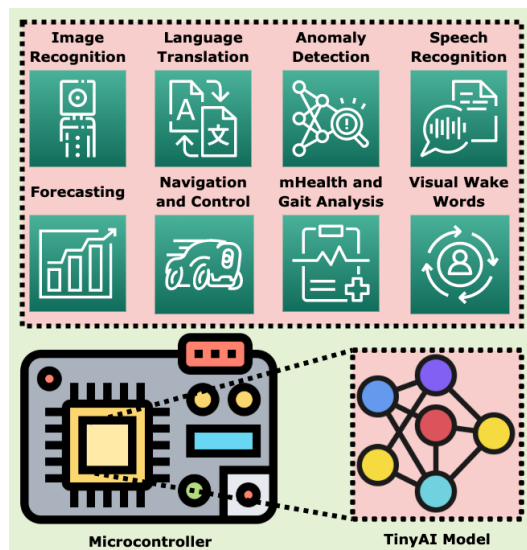 Image
Recognition
Language
Translation
Anomaly
Detection
Speech
Recognition
A
文
Forecasting
Navigation
and Control
mHealth and
Gait Analysis
Visual Wake
Words
Microcontroller
TinyAI Model